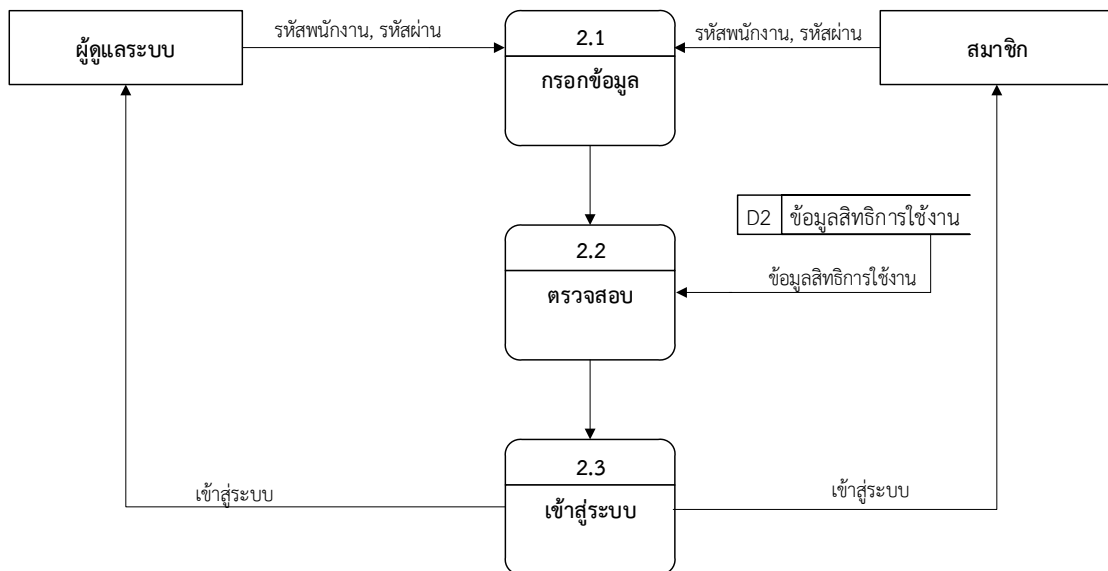 ผู้ดูแลระบบ
รหัสพนักงาน, รหัสผ่าน
2.1
กรอกข้อมูล
รหัสพนักงาน, รหัสผ่าน
สมาชิก
D2 ข้อมูลสิทธิการใช้งาน
2.2
ตรวจสอบ
ข้อมูลสิทธิการใช้งาน
2.3
เข้าสู่ระบบ
เข้าสู่ระบบ
เข้าสู่ระบบ